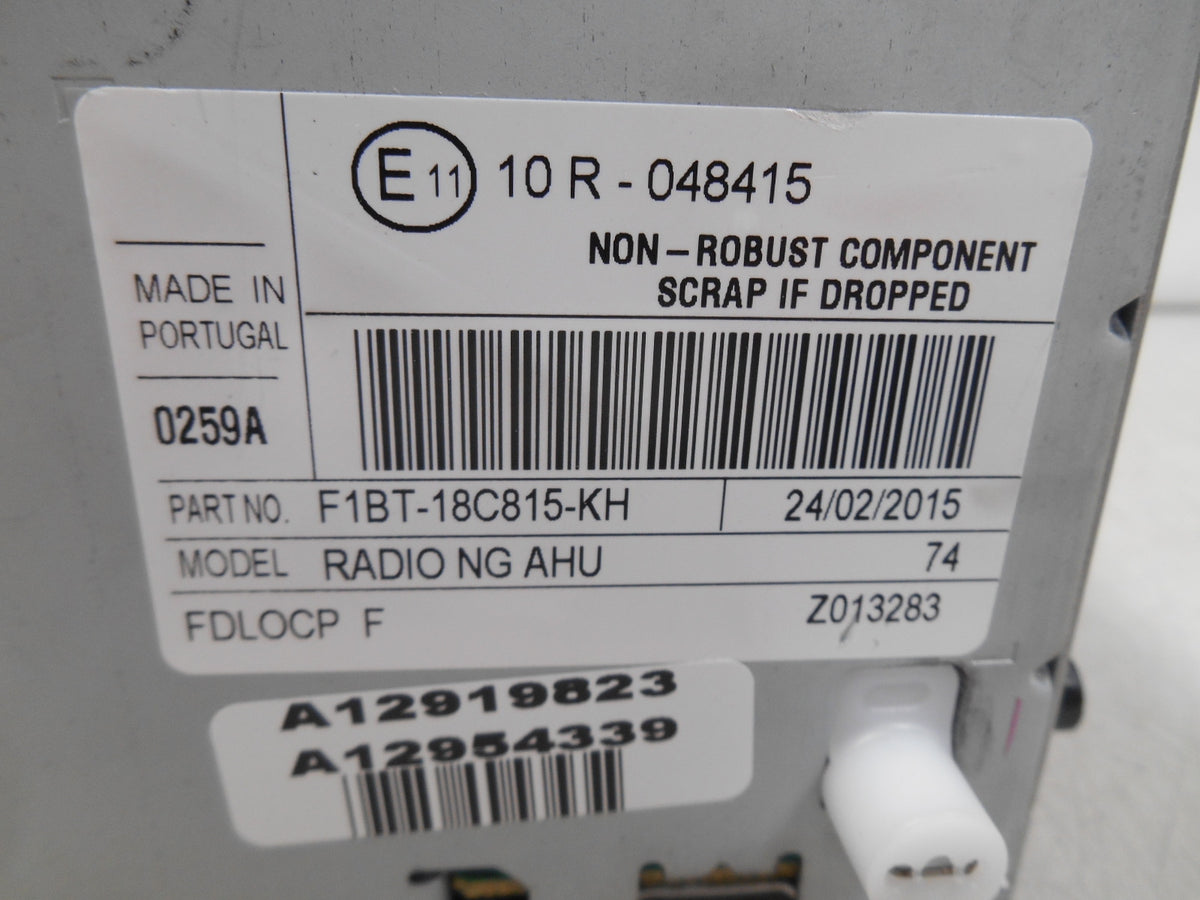 E 11 10 R - 048415
NON-ROBUST COMPONENT
SCRAP IF DROPPED
MADE IN
PORTUGAL
0259A
PART NO. F1BT-18C815-KH 24/02/2015
MODEL RADIO NG AHU 74
FDLOCP F Z013283
A12919823
A12954339